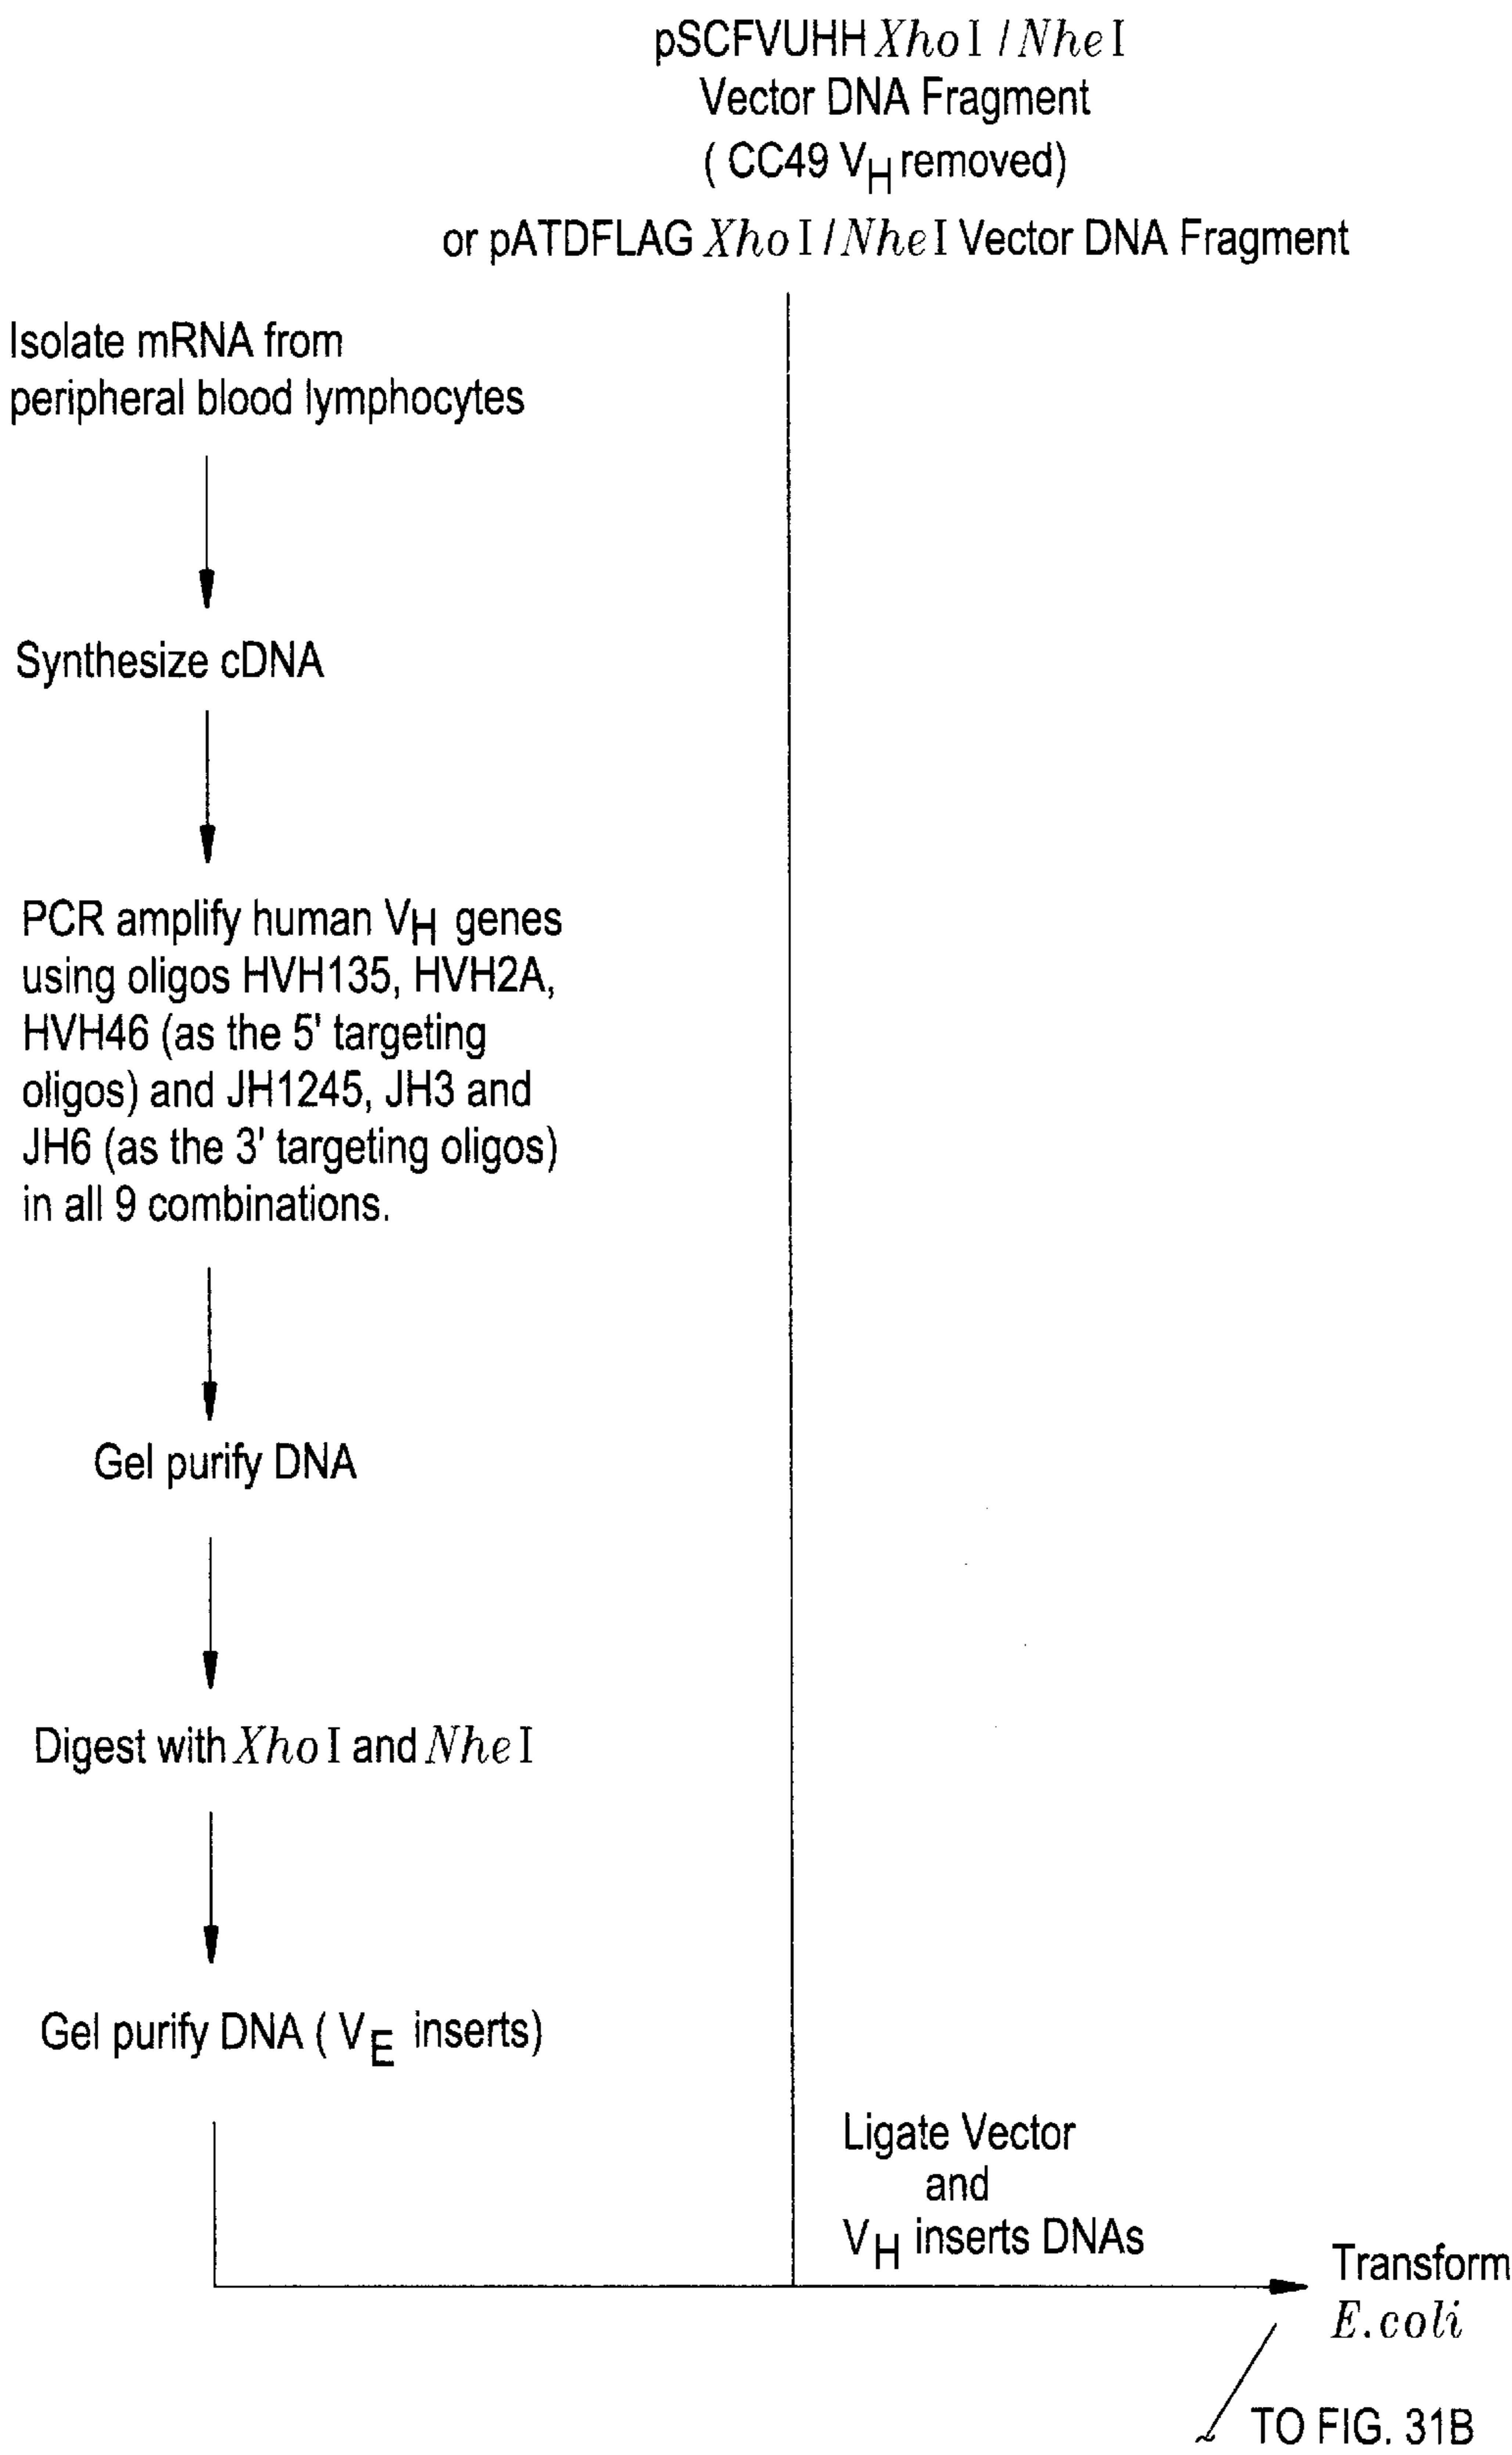 pSCFVUHH XhoI / NheI
Vector DNA Fragment
( CC49 VH removed)
or pATDFLAG XhoI / NheI Vector DNA Fragment
Isolate mRNA from
peripheral blood lymphocytes
Synthesize cDNA
PCR amplify human VH genes
using oligos HVH135, HVH2A,
HVH46 (as the 5' targeting
oligos) and JH1245, JH3 and
JH6 (as the 3' targeting oligos)
in all 9 combinations.
Gel purify DNA
Digest with XhoI and NheI
Gel purify DNA ( VE inserts)
Ligate Vector
and
VH inserts DNAs
Transform
E.coli
TO FIG. 31B